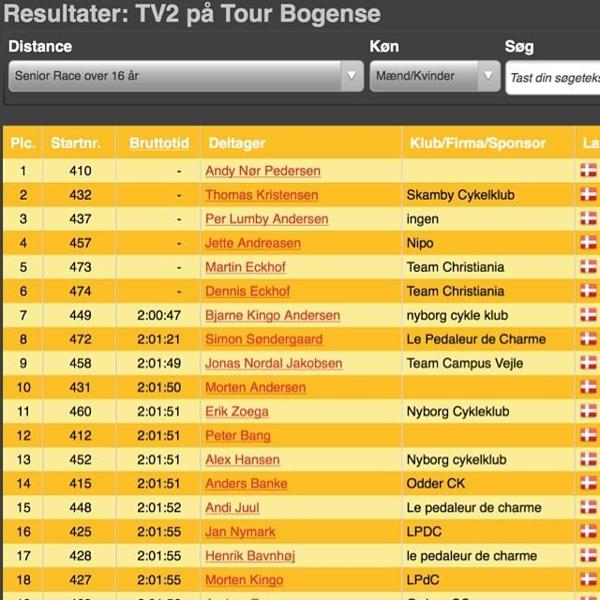 Resultater: TV2 på Tour Bogense
Distance Køn Søg
Senior Race over 16 år Mænd/Kvinder Tast din søgeteks
Plc. Startnr. Bruttotid Deltager Klub/Firma/Sponsor La
1 410 - Andy Nør Pedersen
2 432 - Thomas Kristensen Skamby Cykelklub
3 437 - Per Lumby Andersen ingen
4 457 - Jette Andreasen Nipo
5 473 - Martin Eckhof Team Christiania
6 474 - Dennis Eckhof Team Christiania
7 449 2:00:47 Bjarne Kingo Andersen nyborg cykle klub
8 472 2:01:21 Simon Søndergaard Le Pedaleur de Charme
9 458 2:01:49 Jonas Nordal Jakobsen Team Campus Vejle
10 431 2:01:50 Morten Andersen
11 460 2:01:51 Erik Zoega Nyborg Cykleklub
12 412 2:01:51 Peter Bang
13 452 2:01:51 Alex Hansen Nyborg cykelklub
14 415 2:01:51 Anders Banke Odder CK
15 448 2:01:52 Andi Juul Le pedaleur de charme
16 425 2:01:55 Jan Nymark LPDC
17 428 2:01:55 Henrik Bavnhøj le pedaleur de charme
18 427 2:01:55 Morten Kingo LPdC